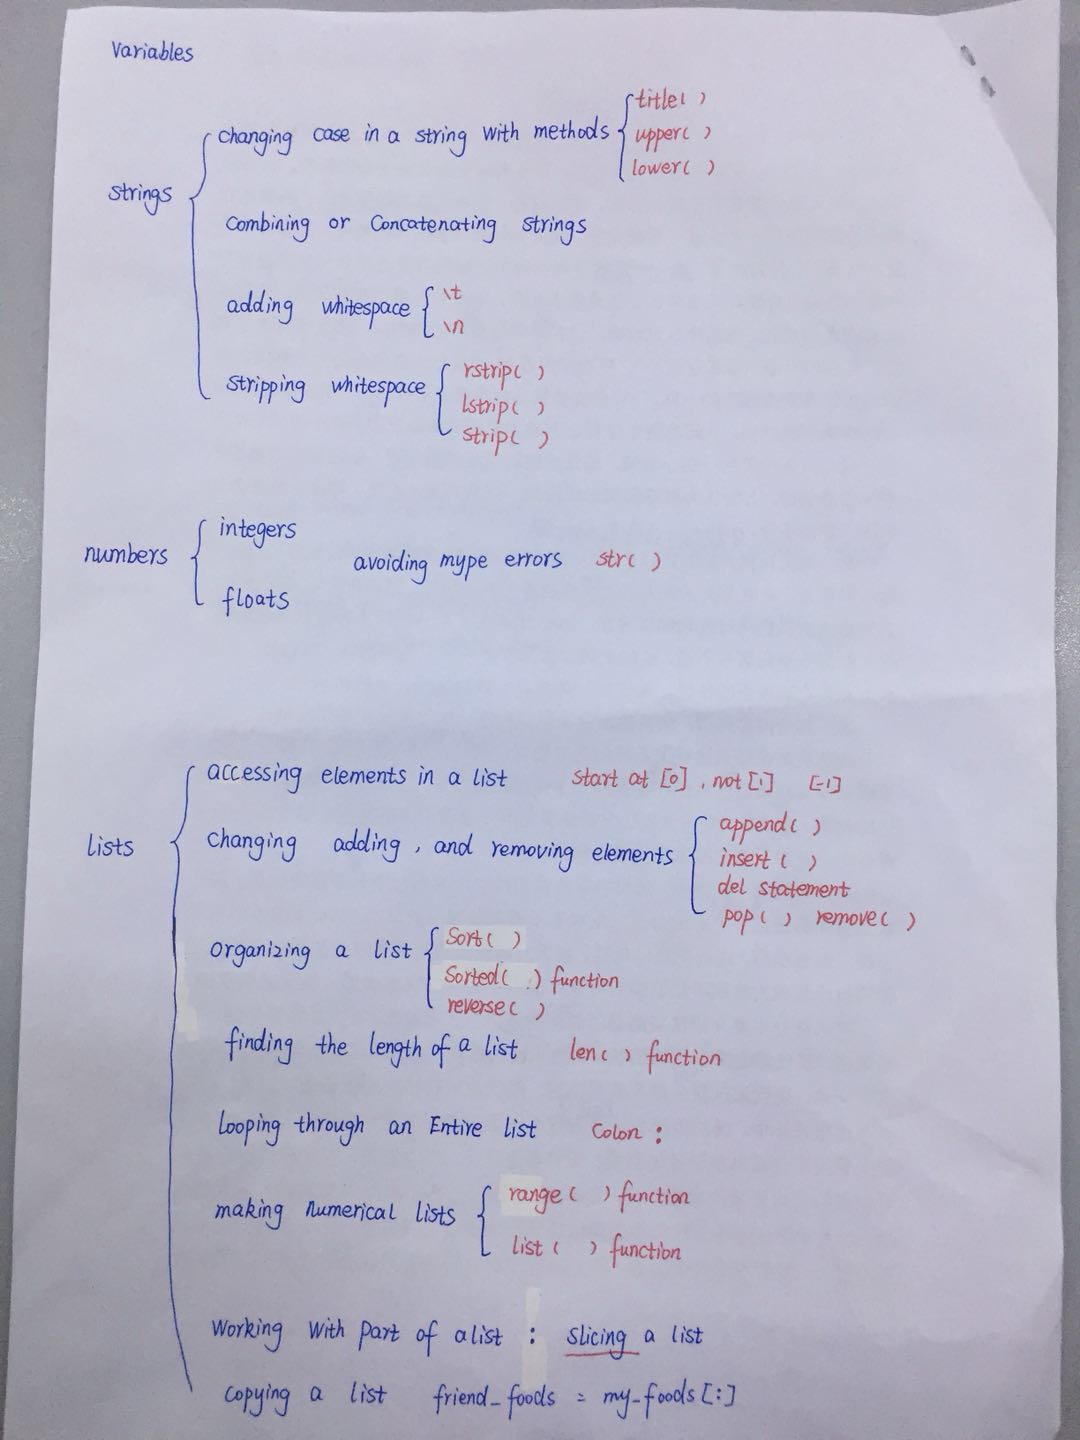 Variables
changing case in a string with methods title( )
upper( )
lower( )
strings
combining or concatenating strings
adding whitespace \t
\n
stripping whitespace rstrip( )
lstrip( )
strip( )
numbers
integers
floats
avoiding mype errors str( )
lists
accessing elements in a list start at [0], not [1] [-1]
changing adding, and removing elements append( )
insert( )
del statement
pop( ) remove( )
organizing a list Sort( )
Sorted( ) function
reverse( )
finding the length of a list len( ) function
Looping through an Entire list Colon :
making numerical lists range( ) function
list( ) function
working with part of a list : slicing a list
copying a list friend_foods = my_foods[:]